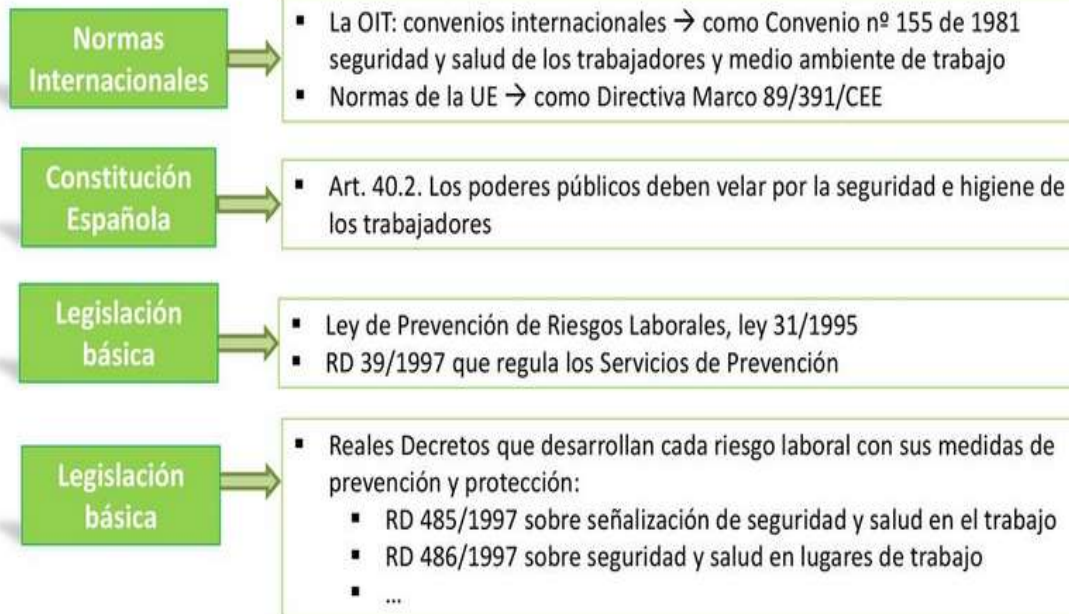 Normas
Internacionales
▪ La OIT: convenios internacionales → como Convenio nº 155 de 1981
seguridad y salud de los trabajadores y medio ambiente de trabajo
▪ Normas de la UE → como Directiva Marco 89/391/CEE
Constitución
Española
▪ Art. 40.2. Los poderes públicos deben velar por la seguridad e higiene de
los trabajadores
Legislación
básica
▪ Ley de Prevención de Riesgos Laborales, ley 31/1995
▪ RD 39/1997 que regula los Servicios de Prevención
Legislación
básica
▪ Reales Decretos que desarrollan cada riesgo laboral con sus medidas de
prevención y protección:
▪ RD 485/1997 sobre señalización de seguridad y salud en el trabajo
▪ RD 486/1997 sobre seguridad y salud en lugares de trabajo
▪ ...